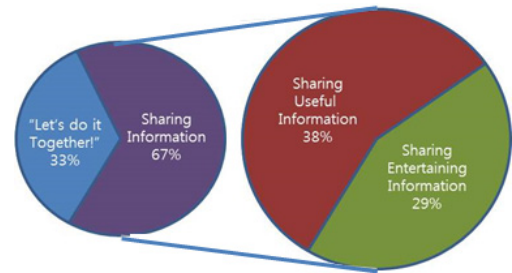 "Let's do it
Together!"
33%
Sharing
Information
67%
Sharing
Useful
Information
38%
Sharing
Entertaining
Information
29%